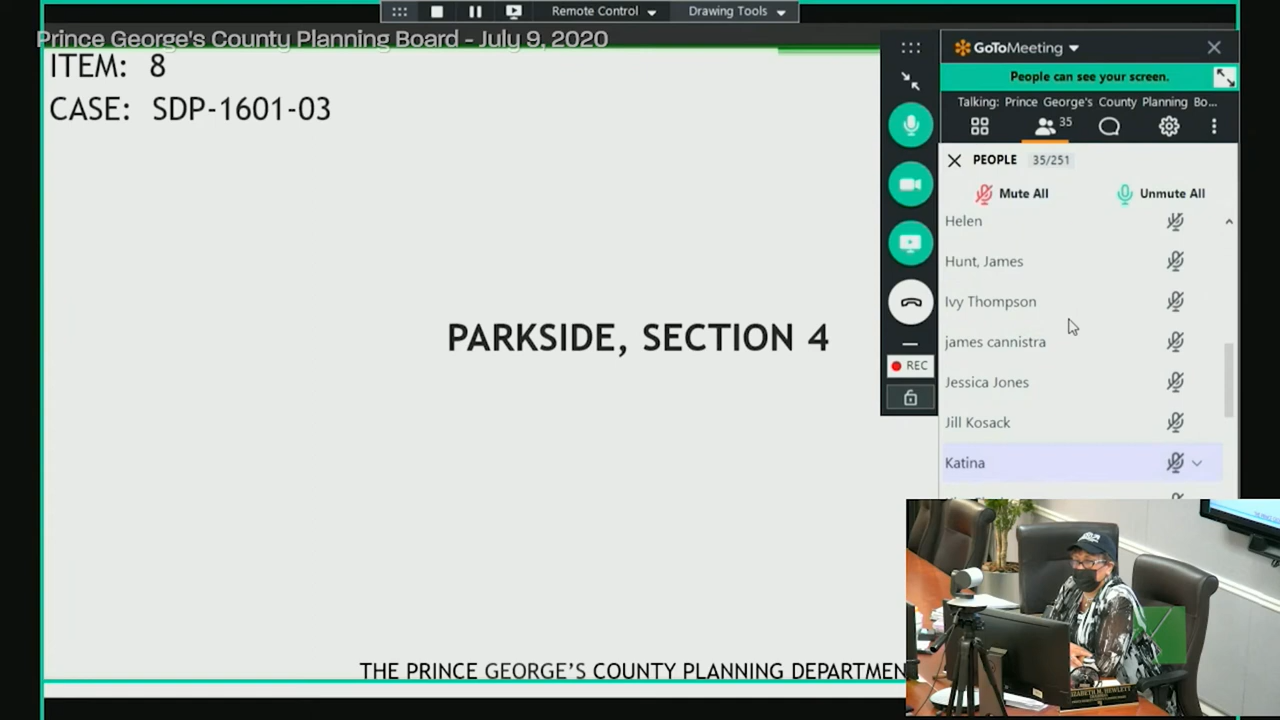 Remote Control
Drawing Tools
Prince George's County Planning Board - July 9, 2020
ITEM: 8
CASE: SDP-1601-03
PARKSIDE, SECTION 4
THE PRINCE GEORGE'S COUNTY PLANNING DEPARTMEN
GoToMeeting
People can see your screen.
Talking: Prince George's County Planning Bo...
35
PEOPLE 35/251
Mute All
Unmute All
Helen
Hunt, James
Ivy Thompson
james cannistra
Jessica Jones
Jill Kosack
Katina
REC
IZABETH M. HEWLETT